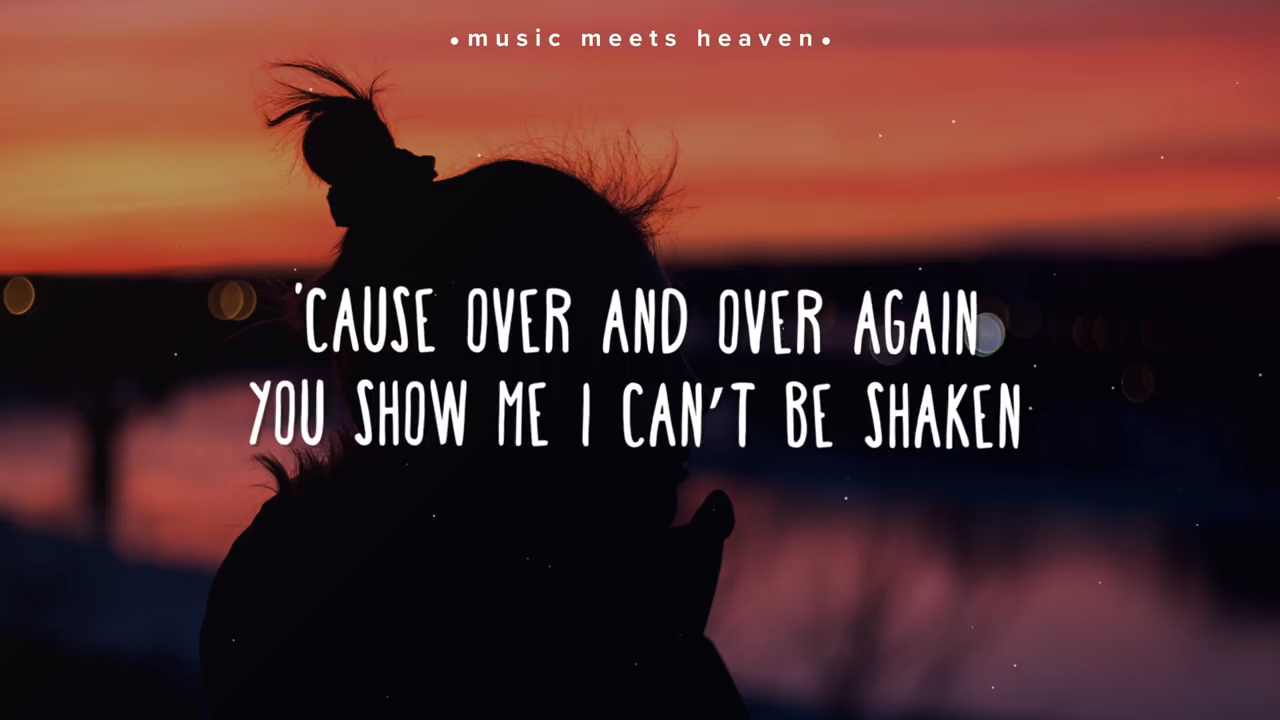 •music meets heaven•
'CAUSE OVER AND OVER AGAIN
YOU SHOW ME I CAN'T BE SHAKEN